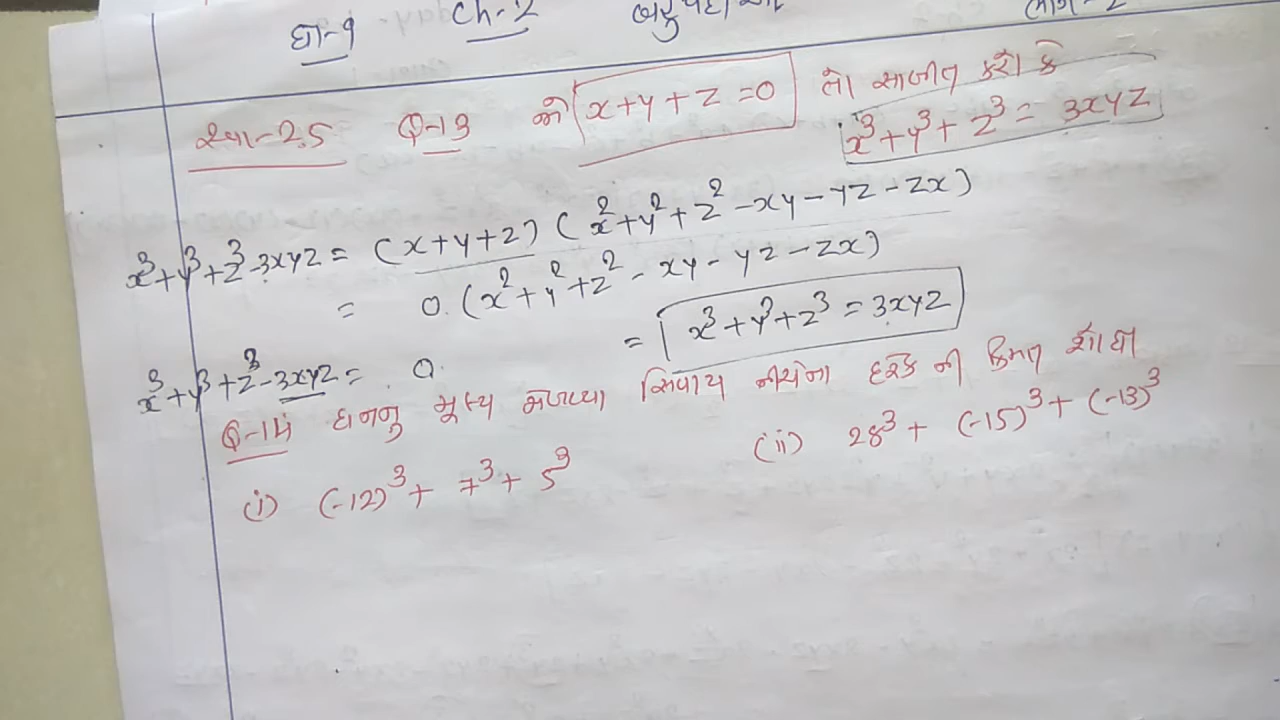 ધો-9 Ch-2 બહુપદીઓ ભાગ-2
સ્વા-2.5 Q-13 જો x+y+z=0 તો સાબીત કરો કે
x³+y³+z³= 3xyz
x³+y³+z³-3xyz = (x+y+z) (x²+y²+z²-xy-yz-zx)
= 0.(x²+y²+z²-xy-yz-zx)
x³+y³+z³-3xyz = 0. = x³+y³+z³=3xyz
Q-14 ઘનનુ મૂલ્ય મેળવ્યા સિવાય નીચેના દરેક ની કિંમત શોધો
(i) (-12)³+ 7³+ 5³ (ii) 28³+ (-15)³+ (-13)³